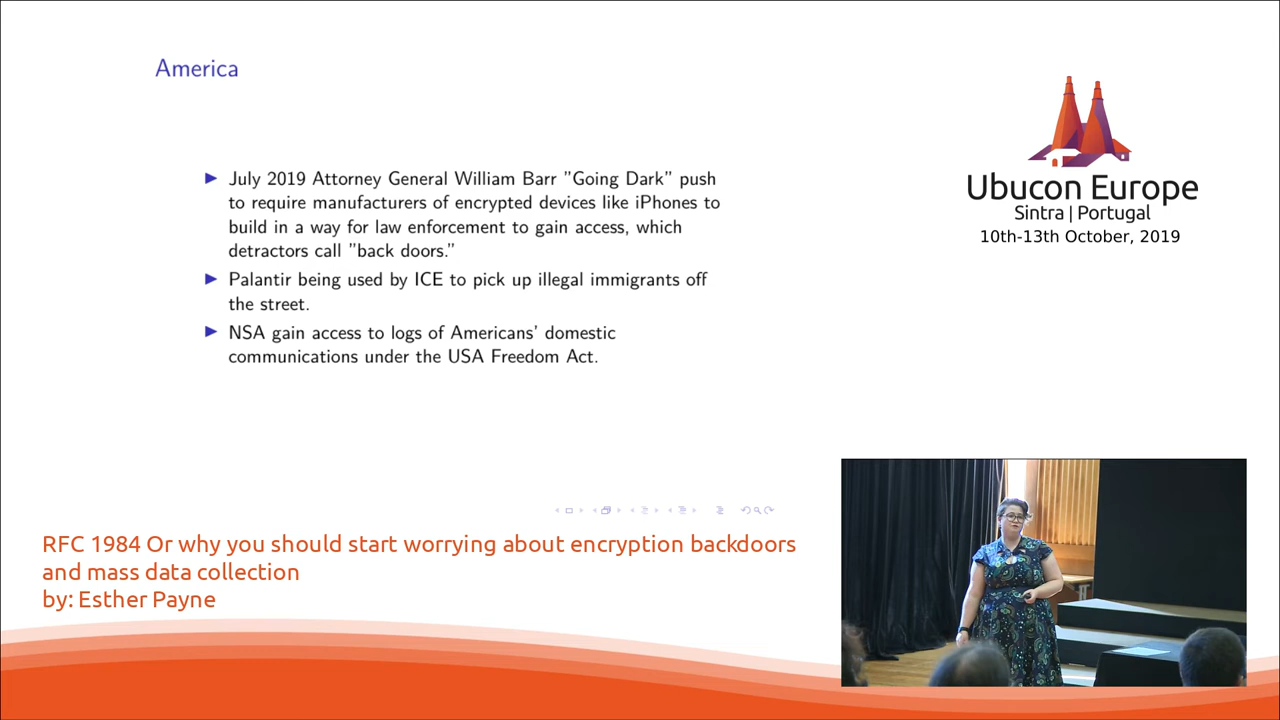 America
▶ July 2019 Attorney General William Barr ”Going Dark” push
to require manufacturers of encrypted devices like iPhones to
build in a way for law enforcement to gain access, which
detractors call ”back doors.”
▶ Palantir being used by ICE to pick up illegal immigrants off
the street.
▶ NSA gain access to logs of Americans’ domestic
communications under the USA Freedom Act.
Ubucon Europe
Sintra | Portugal
10th-13th October, 2019
RFC 1984 Or why you should start worrying about encryption backdoors
and mass data collection
by: Esther Payne